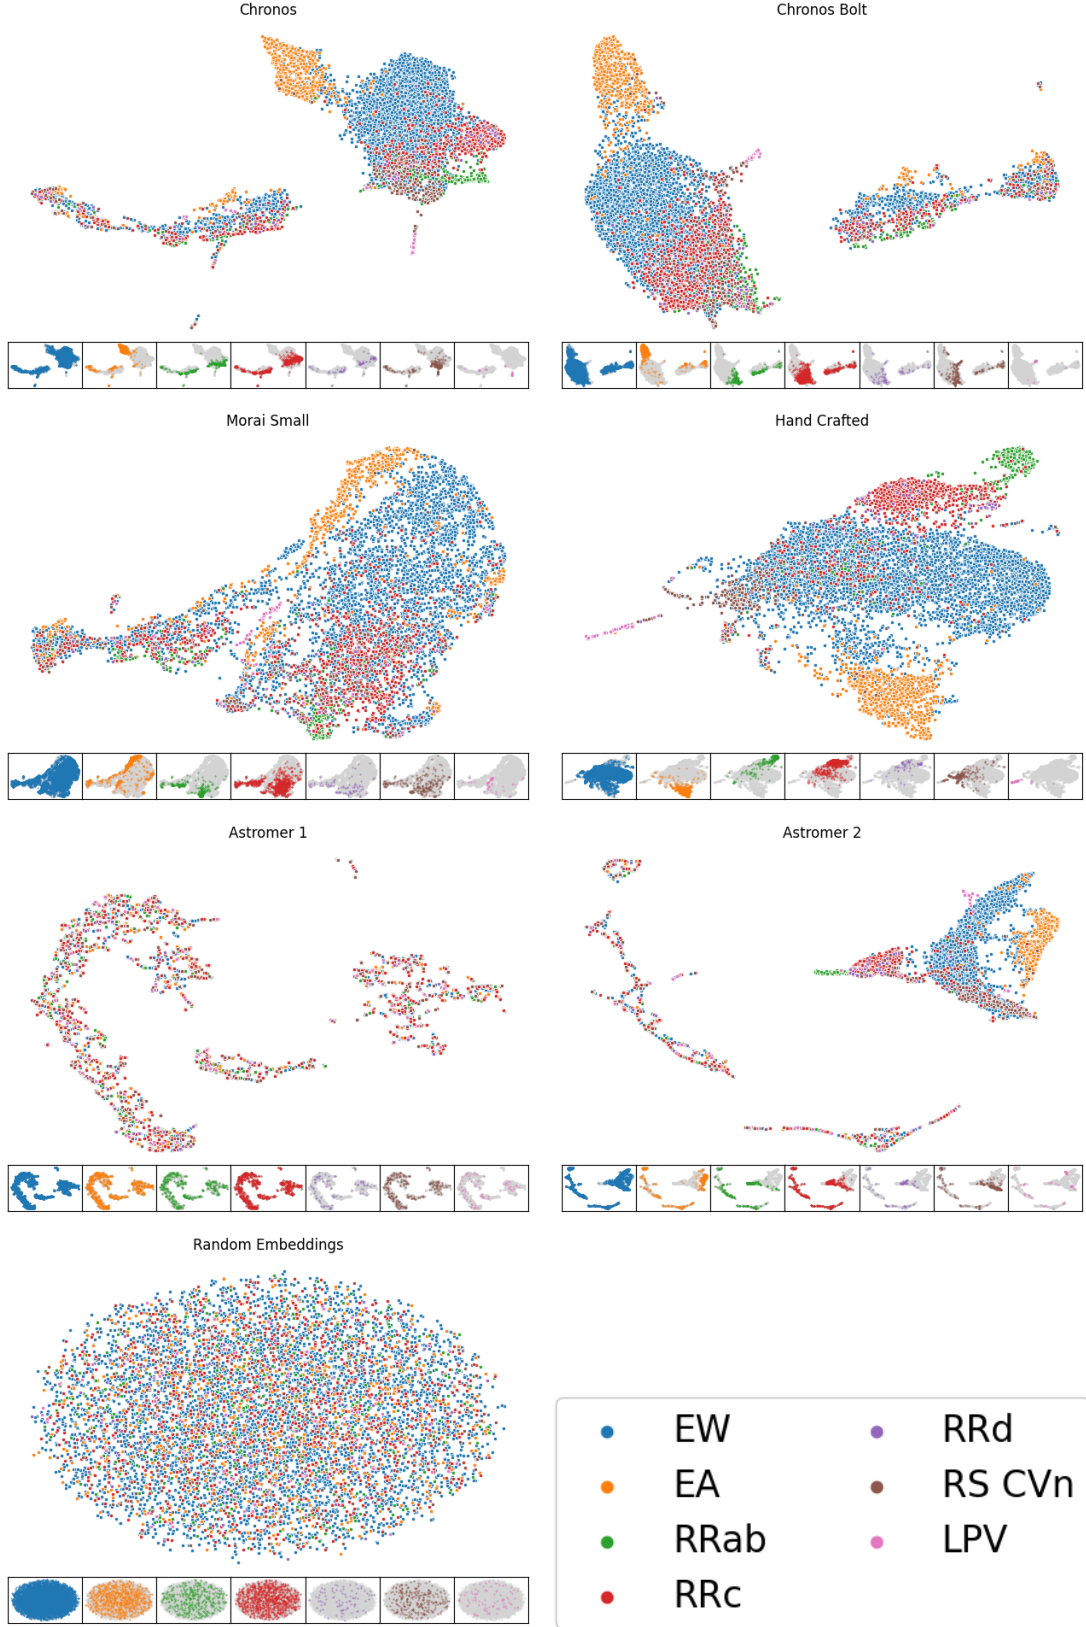 Chronos
Chronos Bolt
Morai Small
Hand Crafted
Astromer 1
Astromer 2
Random Embeddings
EW
EA
RRab
RRc
RRd
RS CVn
LPV